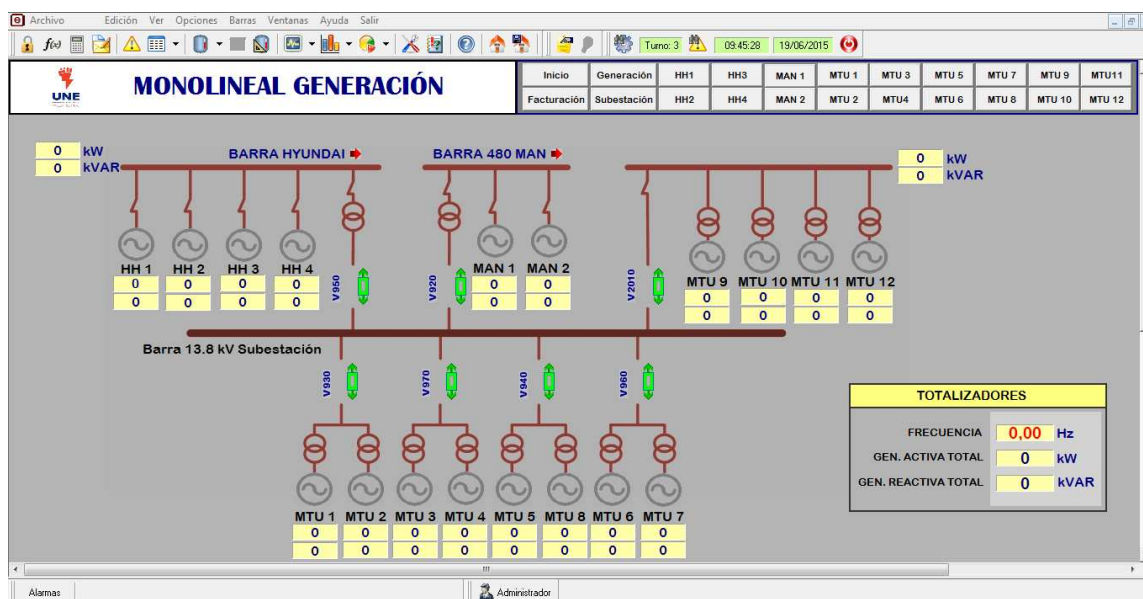 Archivo Edición Ver Opciones Barras Ventanas Ayuda Salir
f(x) Turno: 3 09:45:28 19/06/2015
UNE
MONOLINEAL GENERACIÓN
Inicio Generación HH1 HH3 MAN 1 MTU 1 MTU 3 MTU 5 MTU 7 MTU 9 MTU11
Facturación Subestación HH2 HH4 MAN 2 MTU 2 MTU4 MTU 6 MTU 8 MTU 10 MTU 12
0 kW
0 kVAR
BARRA HYUNDAI
BARRA 480 MAN
0 kW
0 kVAR
HH 1 HH 2 HH 3 HH 4
0 0 0 0
0 0 0 0
V950
V920
MAN 1 MAN 2
0 0
0 0
V2010
MTU 9 MTU 10 MTU 11 MTU 12
0 0 0 0
0 0 0 0
Barra 13.8 kV Subestación
V930
V970
V940
V960
MTU 1 MTU 2 MTU 3 MTU 4 MTU 5 MTU 8 MTU 6 MTU 7
0 0 0 0 0 0 0 0
0 0 0 0 0 0 0 0
TOTALIZADORES
FRECUENCIA 0,00 Hz
GEN. ACTIVA TOTAL 0 kW
GEN. REACTIVA TOTAL 0 kVAR
Alarmas Administrador